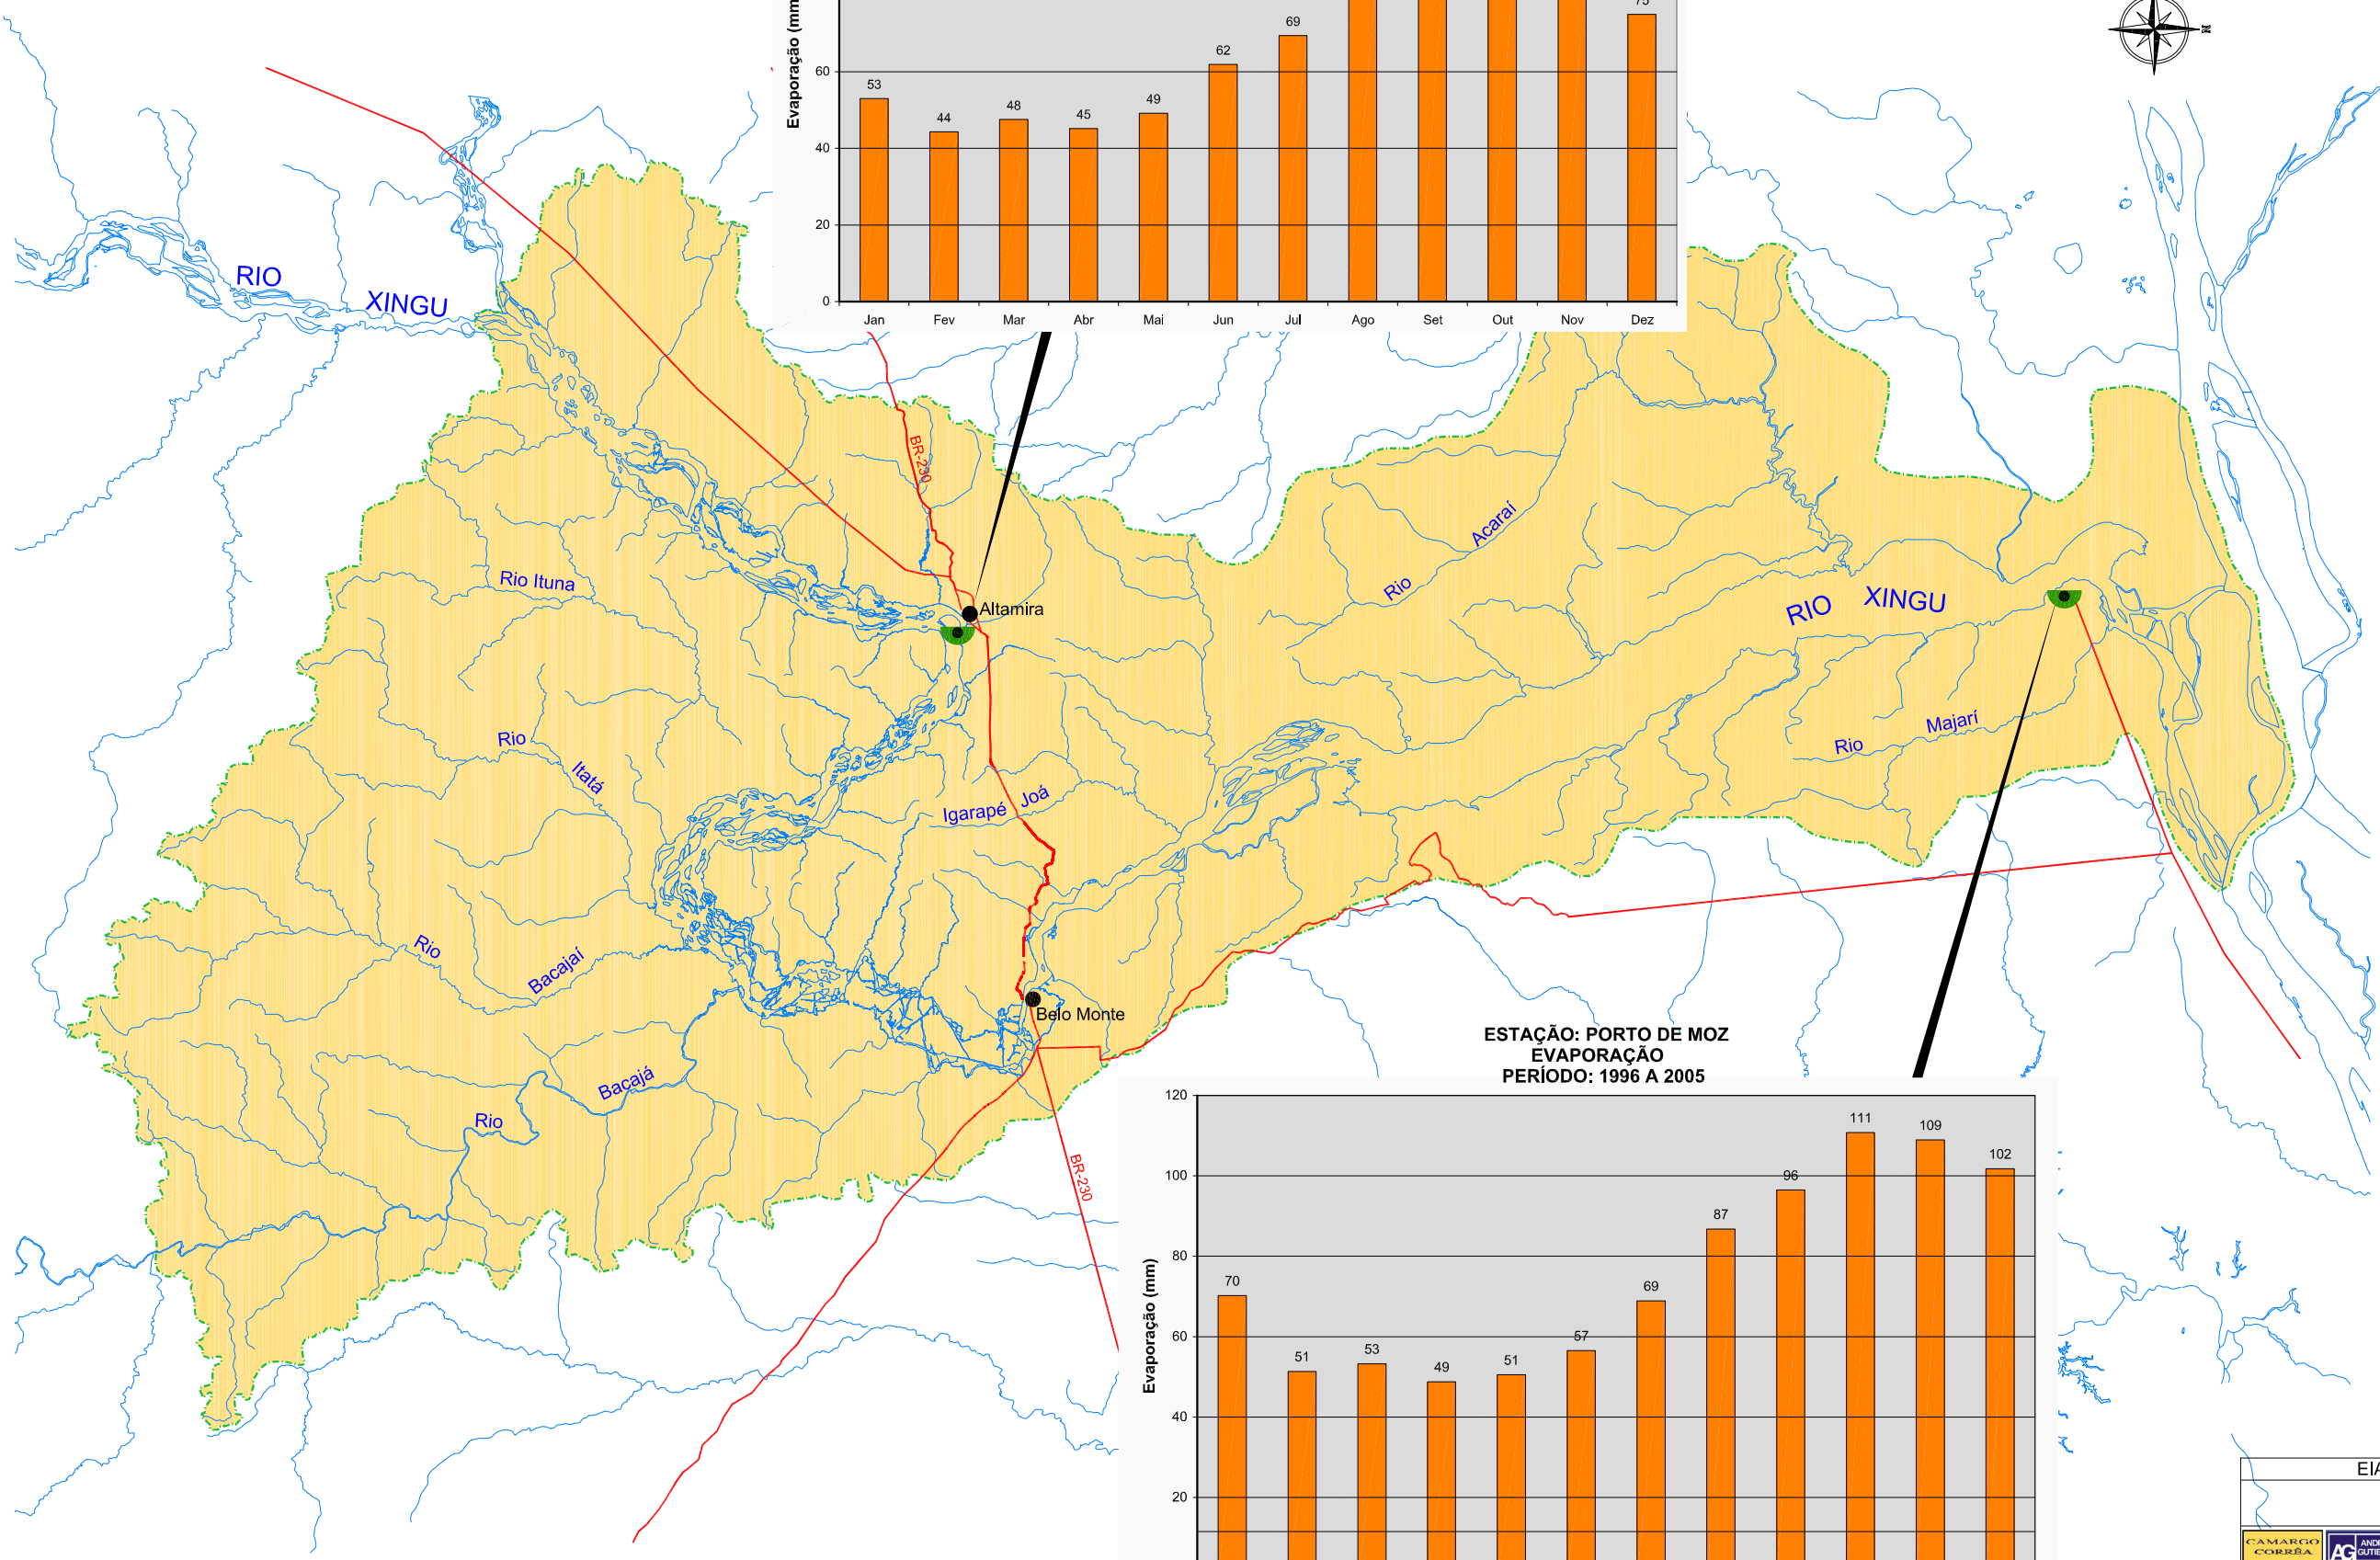 Evaporação (mm
75
69
62
60
53
44
48
45
49
40
20
0
Jan Fev Mar Abr Mai Jun Jul Ago Set Out Nov Dez
RIO XINGU
BR-230
Rio Acaraí
Rio Ituna
Altamira
RIO XINGU
Rio Majarí
Rio Itatá
Igarapé Joá
Rio Bacajaí
Belo Monte
Rio Bacajá
BR-230
ESTAÇÃO: PORTO DE MOZ
EVAPORAÇÃO
PERÍODO: 1996 A 2005
Evaporação (mm)
120
111
109
102
100
96
87
80
70
69
60
57
51
53
49
51
40
20
EIA
CAMARGO
CORRÊA
AG